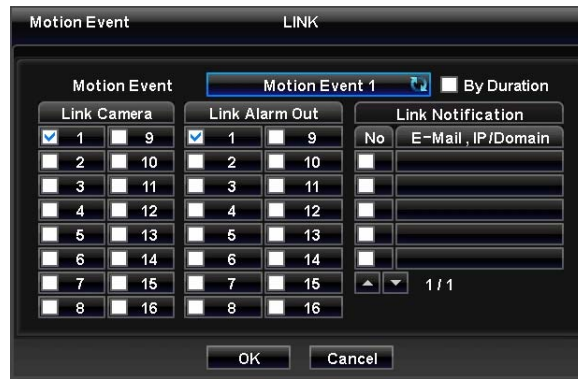 Motion Event LINK
Motion Event Motion Event 1 By Duration
Link Camera Link Alarm Out Link Notification
1 9 1 9 No E-Mail , IP/Domain
2 10 2 10
3 11 3 11
4 12 4 12
5 13 5 13
6 14 6 14
7 15 7 15 1 / 1
8 16 8 16
OK Cancel